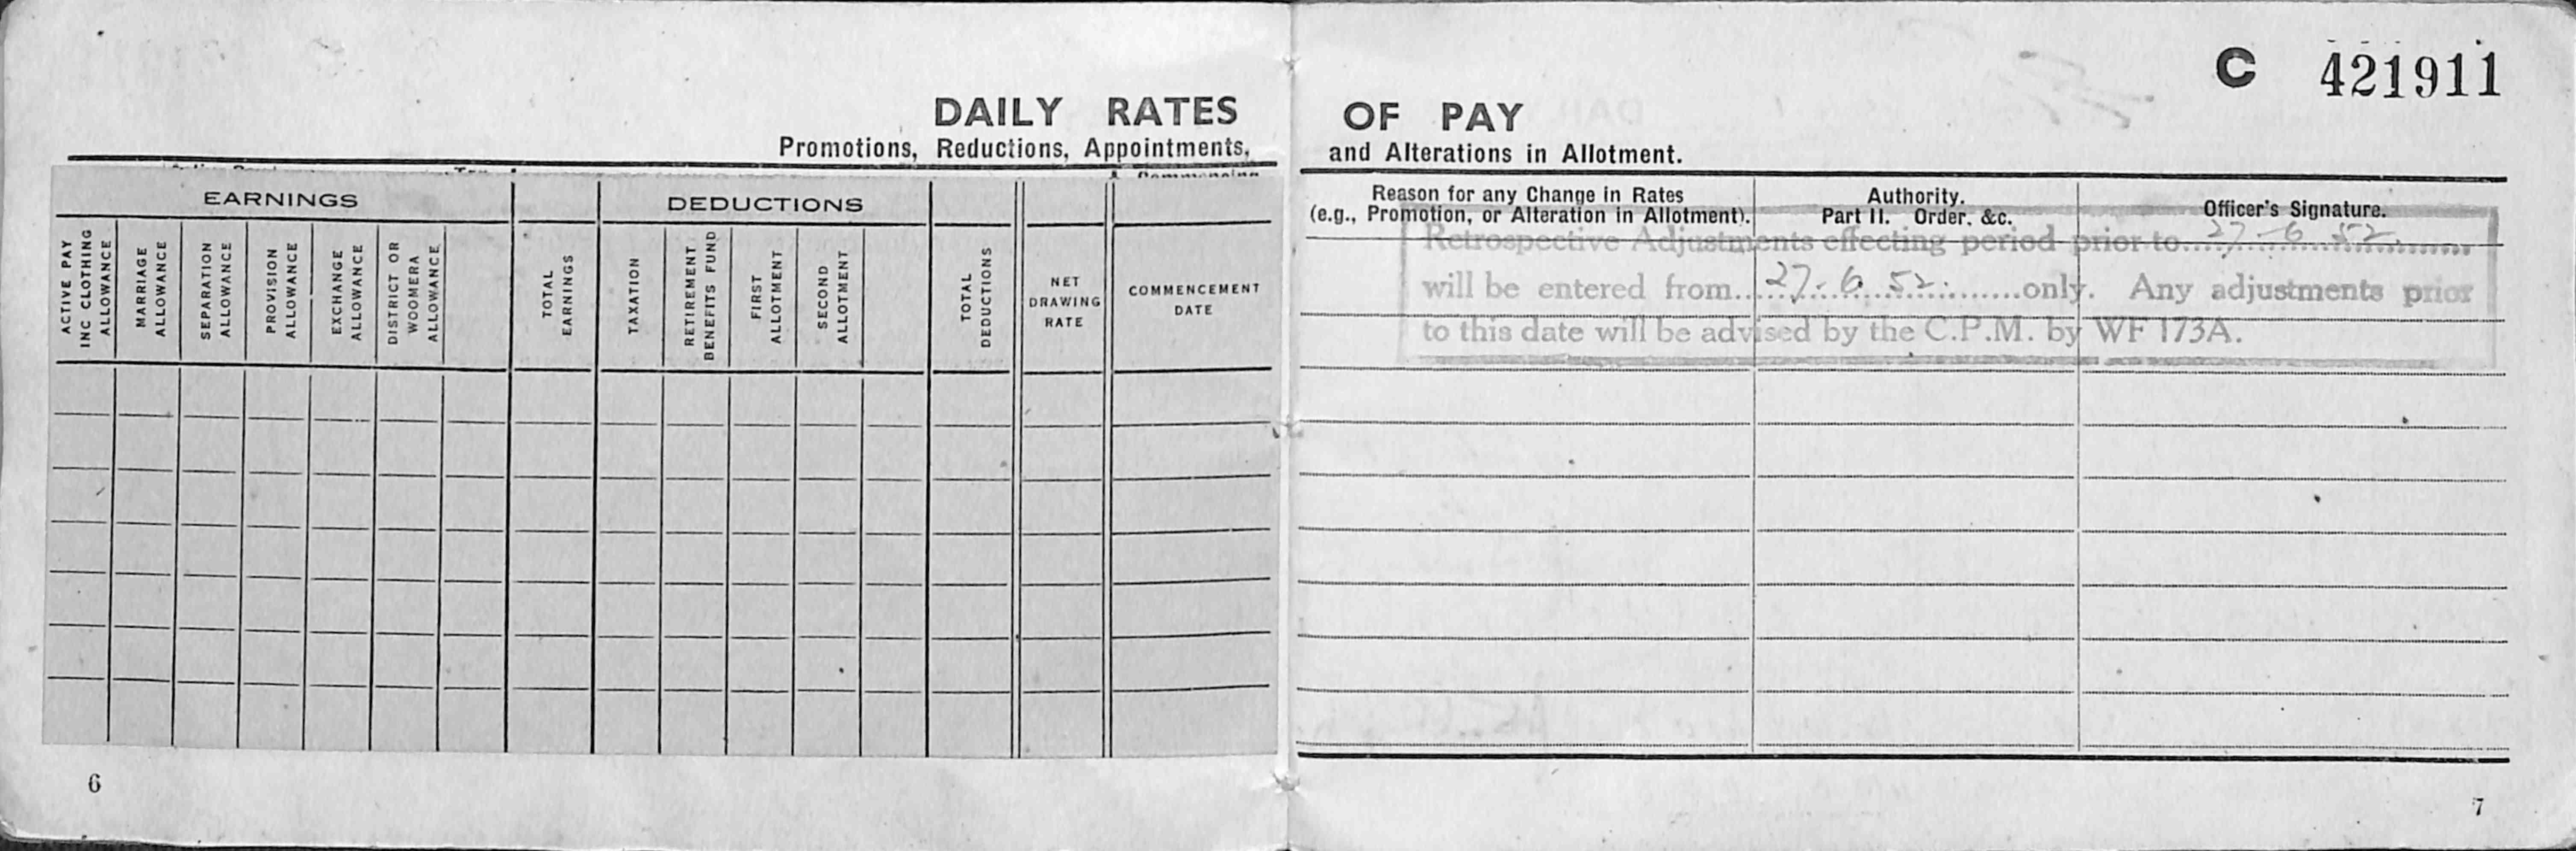 C 421911
DAILY RATES OF PAY
Promotions, Reductions, Appointments, and Alterations in Allotment.
EARNINGS
DEDUCTIONS
ACTIVE PAY
INC CLOTHING
ALLOWANCE
MARRIAGE
ALLOWANCE
SEPARATION
ALLOWANCE
PROVISION
ALLOWANCE
EXCHANGE
ALLOWANCE
DISTRICT OR
WOOMERA
ALLOWANCE
TOTAL
EARNINGS
TAXATION
RETIREMENT
BENEFITS FUND
FIRST
ALLOTMENT
SECOND
ALLOTMENT
TOTAL
DEDUCTIONS
NET
DRAWING
RATE
COMMENCEMENT
DATE
Reason for any Change in Rates
(e.g., Promotion, or Alteration in Allotment).
Authority.
Part II. Order, &c.
Officer's Signature.
Retrospective Adjustments effecting period prior to 27-6-52
will be entered from 27-6 52 only. Any adjustments prior
to this date will be advised by the C.P.M. by WF 173A.
6
7